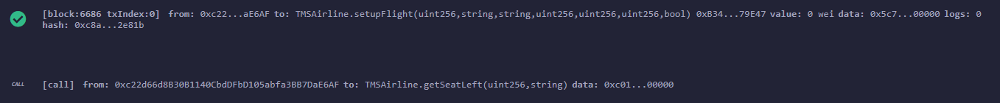 [block:6686 txIndex:0] from: 0xc22...aE6AF to: TMSAirline.setupFlight(uint256,string,string,uint256,uint256,uint256,bool) 0xB34...79E47 value: 0 wei data: 0x5c7...00000 logs: 0
hash: 0xc8a...2e81b
CALL [call] from: 0xc22d66d8B30B1140CbdDFbD105abfa3BB7DaE6AF to: TMSAirline.getSeatLeft(uint256,string) data: 0xc01...00000